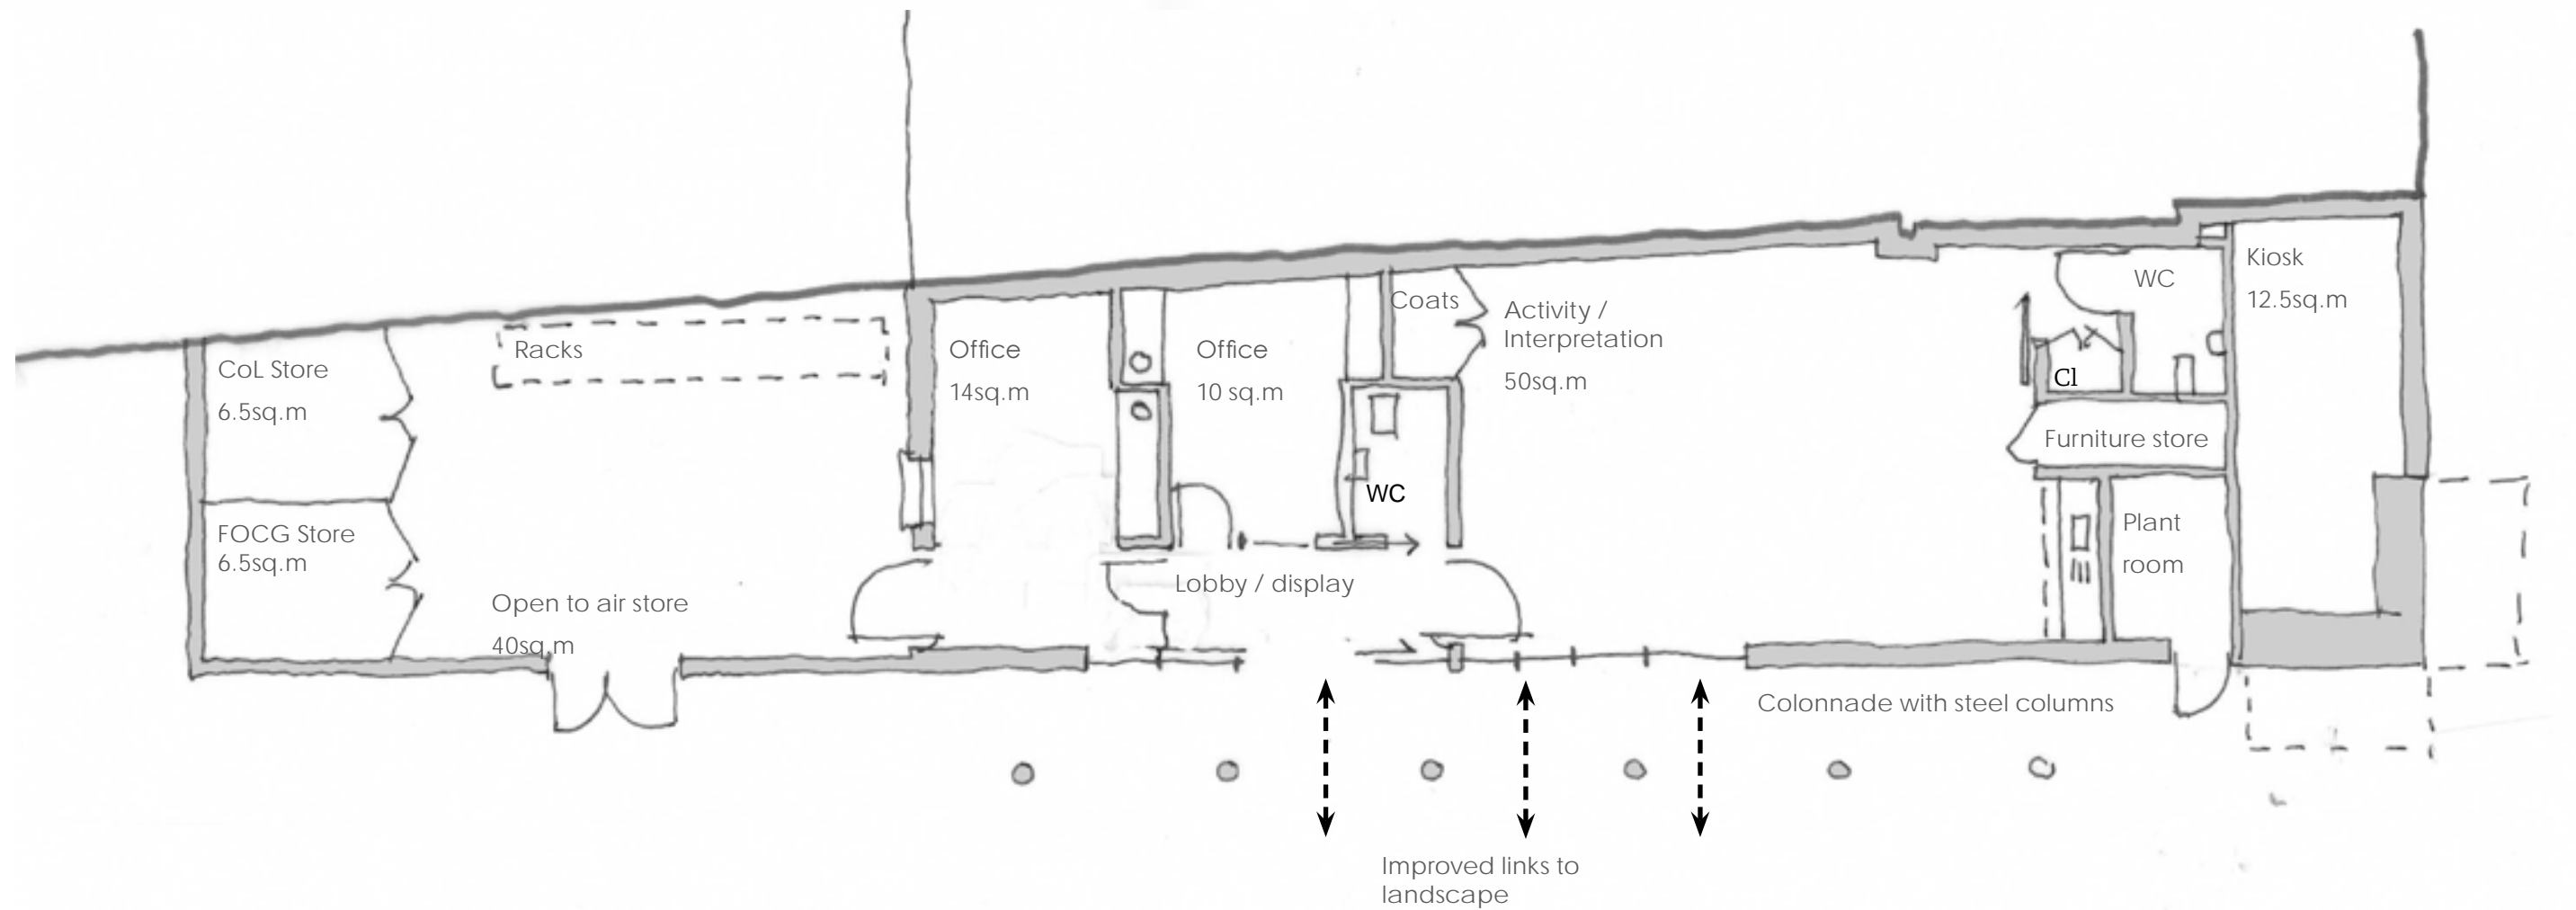 CoL Store
6.5sq.m
FOCG Store
6.5sq.m
Racks
Open to air store
40sq.m
Office
14sq.m
Office
10 sq.m
Lobby / display
Coats
WC
Activity /
Interpretation
50sq.m
WC
Cl
Furniture store
Plant
room
Kiosk
12.5sq.m
Colonnade with steel columns
Improved links to
landscape